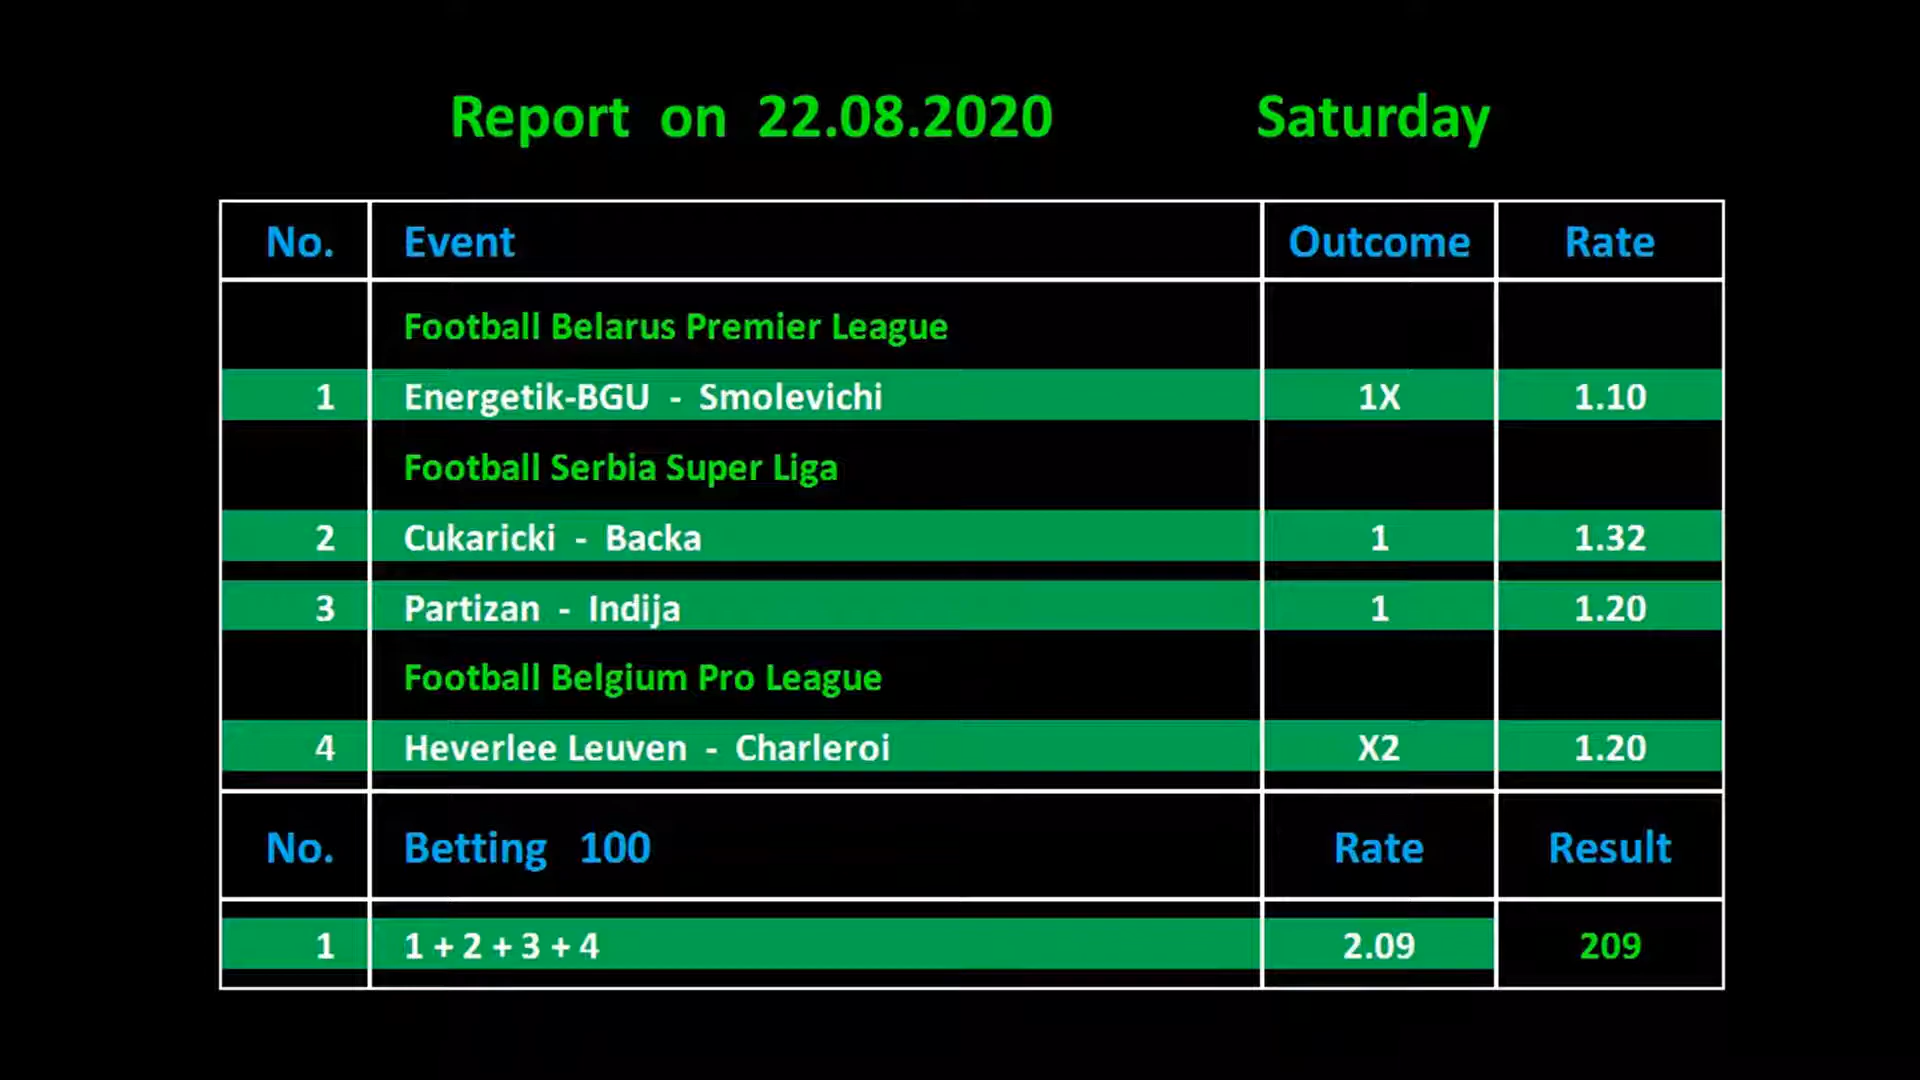 Report on 22.08.2020 Saturday
No. Event Outcome Rate
Football Belarus Premier League
1 Energetik-BGU - Smolevichi 1X 1.10
Football Serbia Super Liga
2 Cukaricki - Backa 1 1.32
3 Partizan - Indija 1 1.20
Football Belgium Pro League
4 Heverlee Leuven - Charleroi X2 1.20
No. Betting 100 Rate Result
1 1 + 2 + 3 + 4 2.09 209